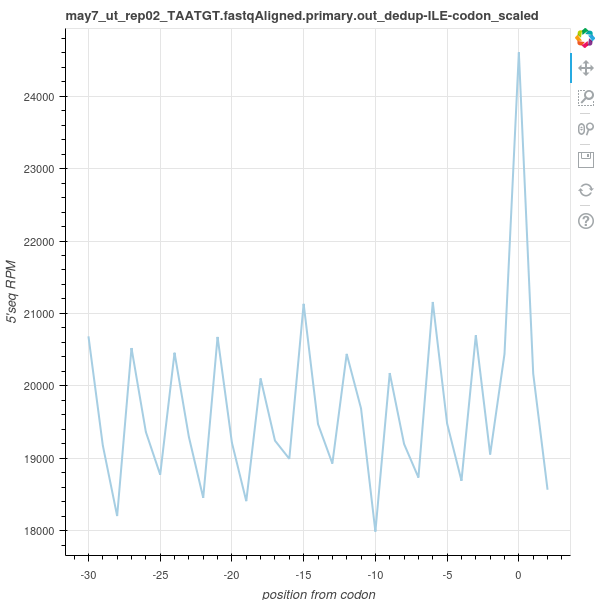 may7_ut_rep02_TAATGT.fastqAligned.primary.out_dedup-ILE-codon_scaled
24000
23000
22000
21000
20000
19000
18000
5'seq RPM
-30 -25 -20 -15 -10 -5 0
position from codon